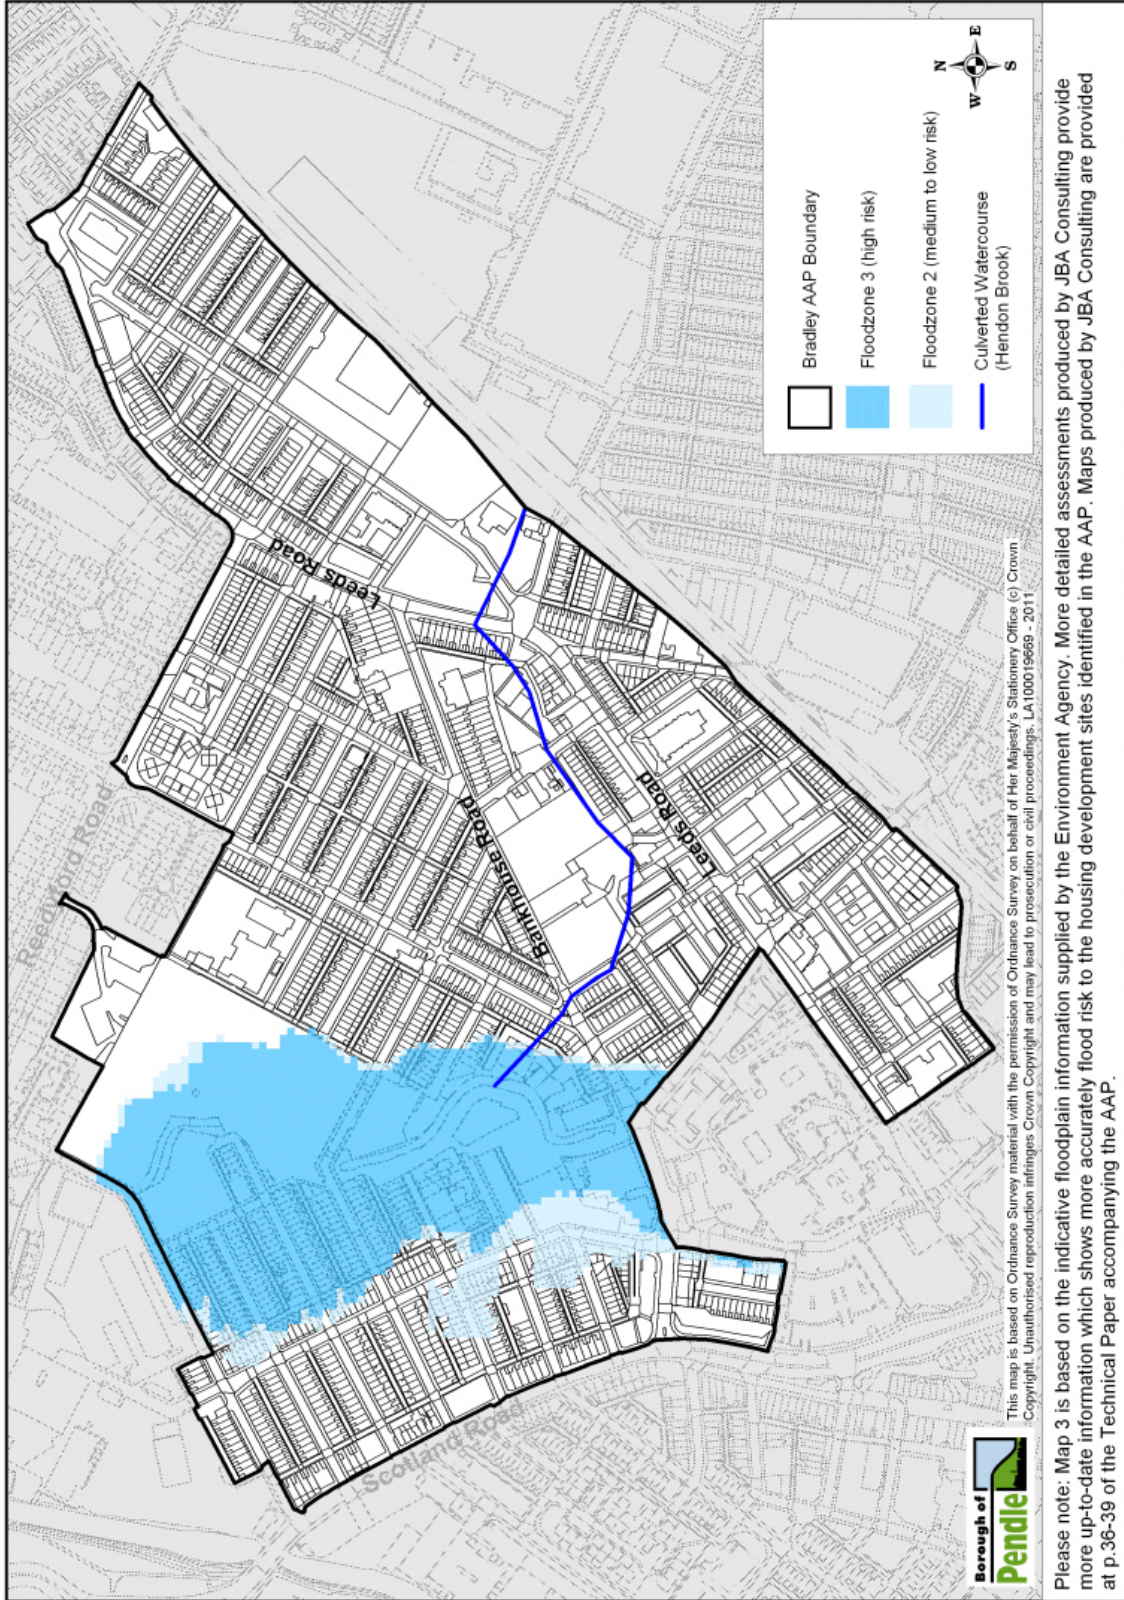 Reedyford Road
Leeds Road
Bankhouse Road
Leeds Road
Scotland Road
N
W
E
S
Bradley AAP Boundary
Floodzone 3 (high risk)
Floodzone 2 (medium to low risk)
Culverted Watercourse
(Hendon Brook)
Borough of
Pendle
This map is based on Ordnance Survey material with the permission of Ordnance Survey on behalf of Her Majesty's Stationery Office (c) Crown
Copyright. Unauthorised reproduction infringes Crown Copyright and may lead to prosecution or civil proceedings. LA100019669 - 2011
Please note: Map 3 is based on the indicative floodplain information supplied by the Environment Agency. More detailed assessments produced by JBA Consulting provide
more up-to-date information which shows more accurately flood risk to the housing development sites identified in the AAP. Maps produced by JBA Consulting are provided
at p.36-39 of the Technical Paper accompanying the AAP.